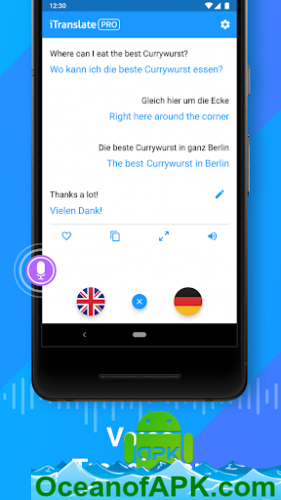 12:30
iTranslate PRO
Where can I eat the best Currywurst?
Wo kann ich die beste Currywurst essen?
Gleich hier um die Ecke
Right here around the corner
Die beste Currywurst in ganz Berlin
The best Currywurst in Berlin
Thanks a lot!
Vielen Dank!
OceanofAPK.com